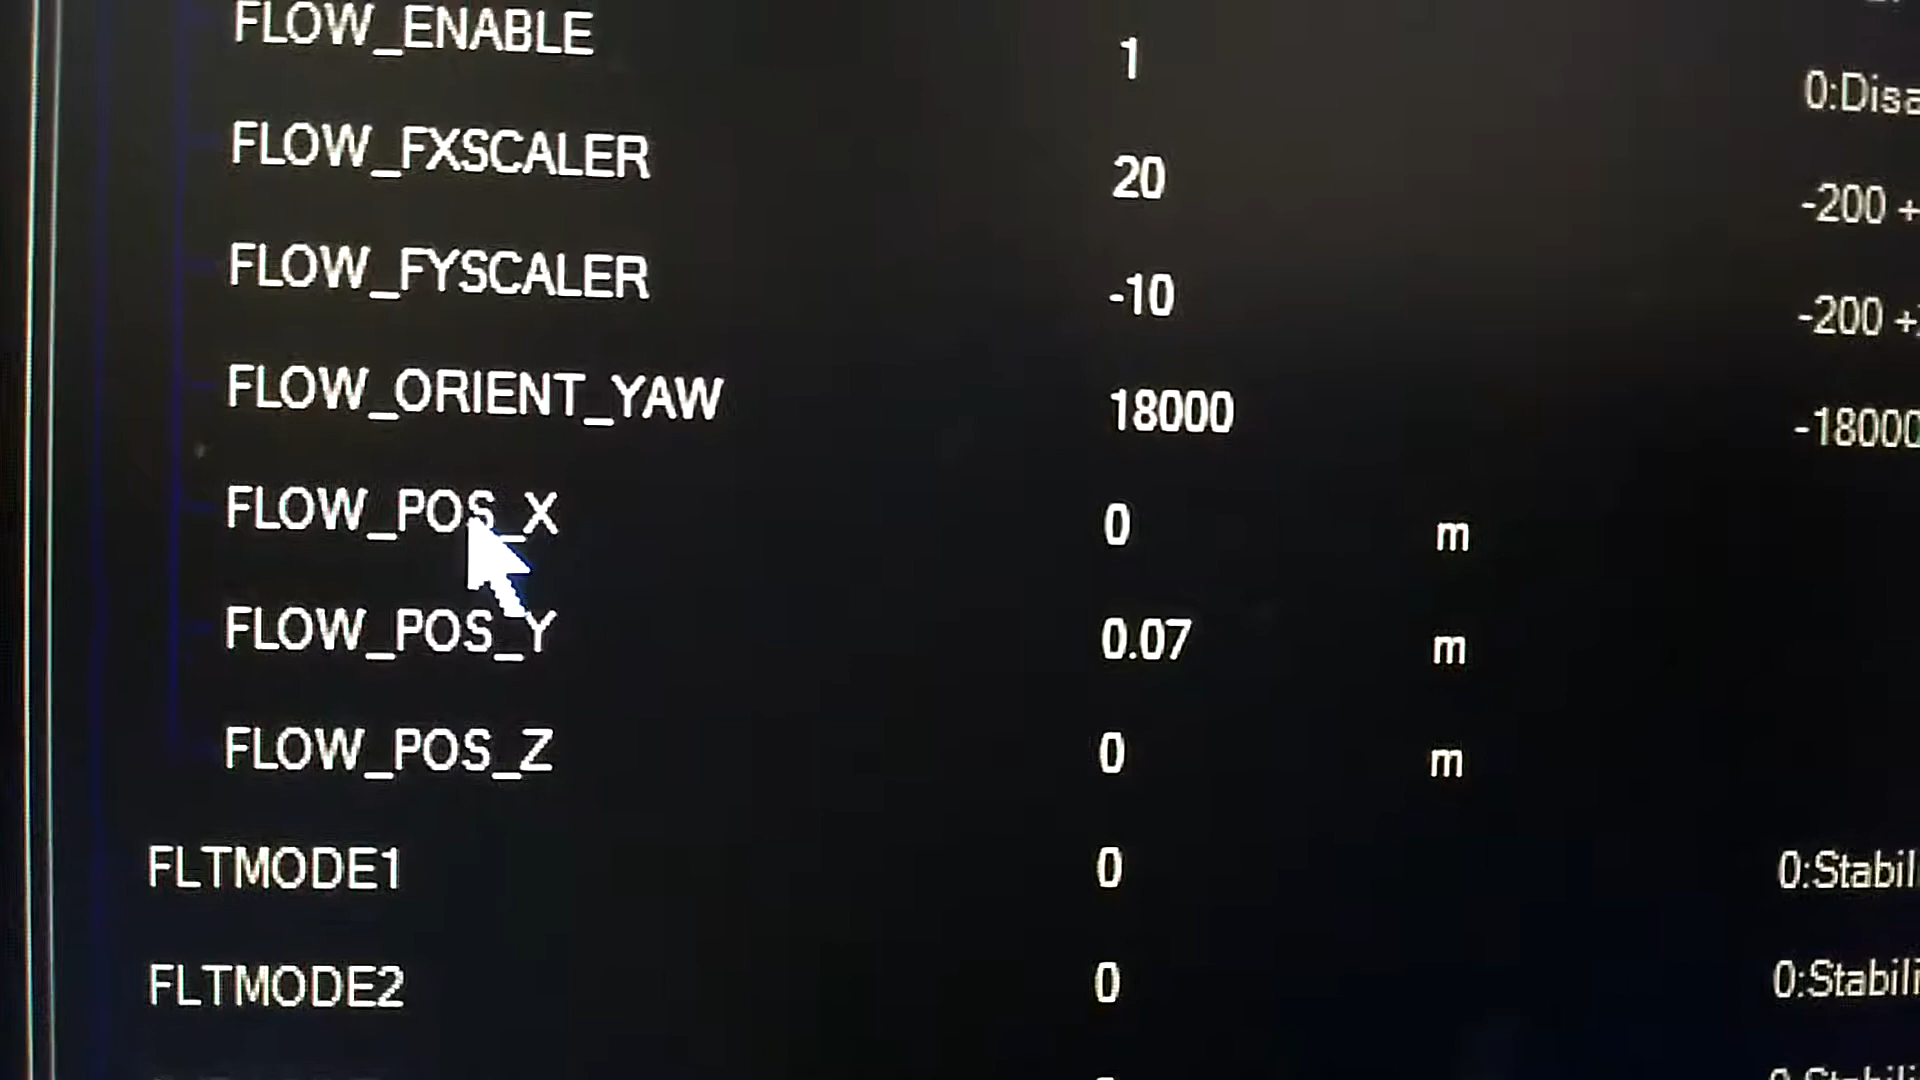 FLOW_ENABLE 1 0:Disa
FLOW_FXSCALER 20 -200 +
FLOW_FYSCALER -10 -200 +
FLOW_ORIENT_YAW 18000 -18000
FLOW_POS_X 0 m
FLOW_POS_Y 0.07 m
FLOW_POS_Z 0 m
FLTMODE1 0 0:Stabil
FLTMODE2 0 0:Stabili